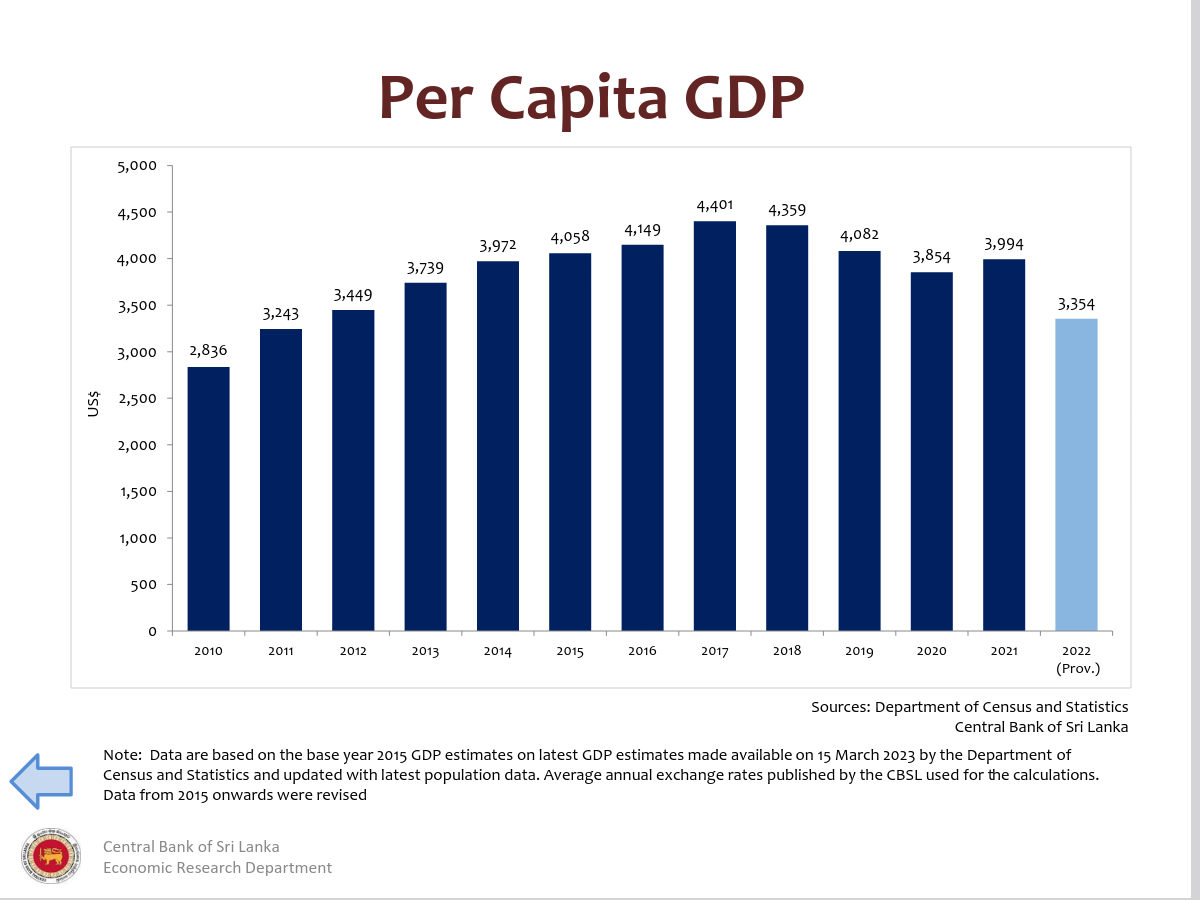 Per Capita GDP
5,000
4,500
4,000
3,500
3,000
2,500
2,000
1,500
1,000
500
0
US$
2,836
3,243
3,449
3,739
3,972
4,058
4,149
4,401
4,359
4,082
3,854
3,994
3,354
2010 2011 2012 2013 2014 2015 2016 2017 2018 2019 2020 2021 2022
(Prov.)
Sources: Department of Census and Statistics
Central Bank of Sri Lanka
Note: Data are based on the base year 2015 GDP estimates on latest GDP estimates made available on 15 March 2023 by the Department of
Census and Statistics and updated with latest population data. Average annual exchange rates published by the CBSL used for the calculations.
Data from 2015 onwards were revised
Central Bank of Sri Lanka
Economic Research Department